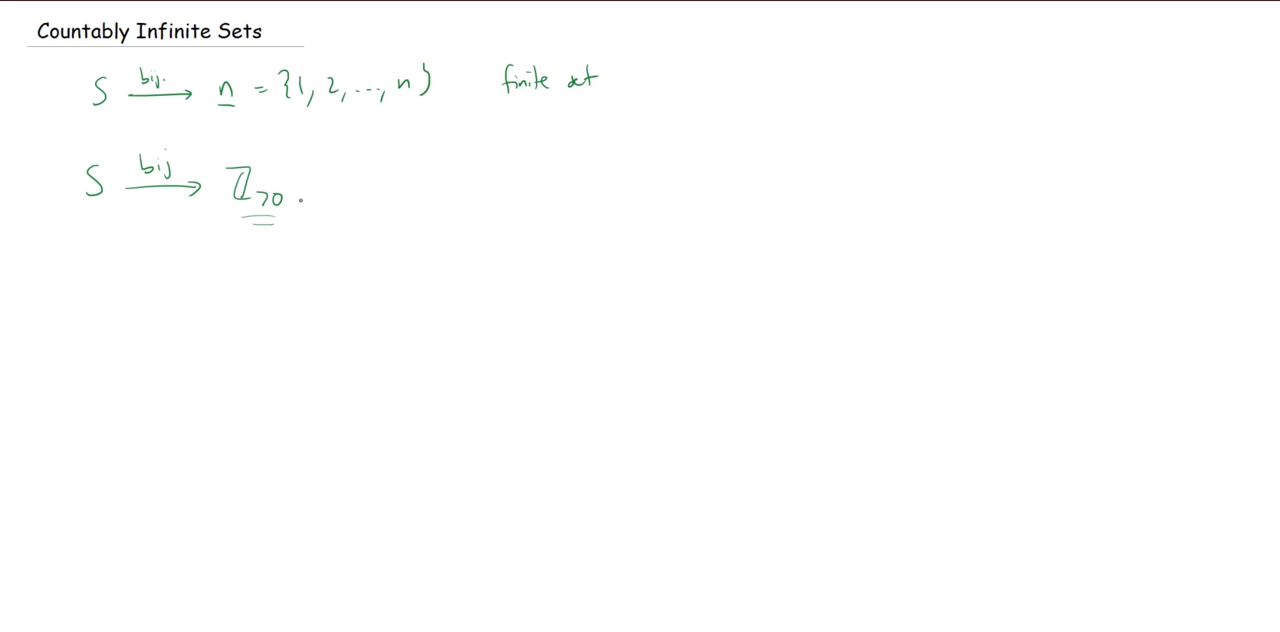 Countably Infinite Sets
S bij. → n = {1, 2, ..., n} finite set
S bij → ℤ>0 .